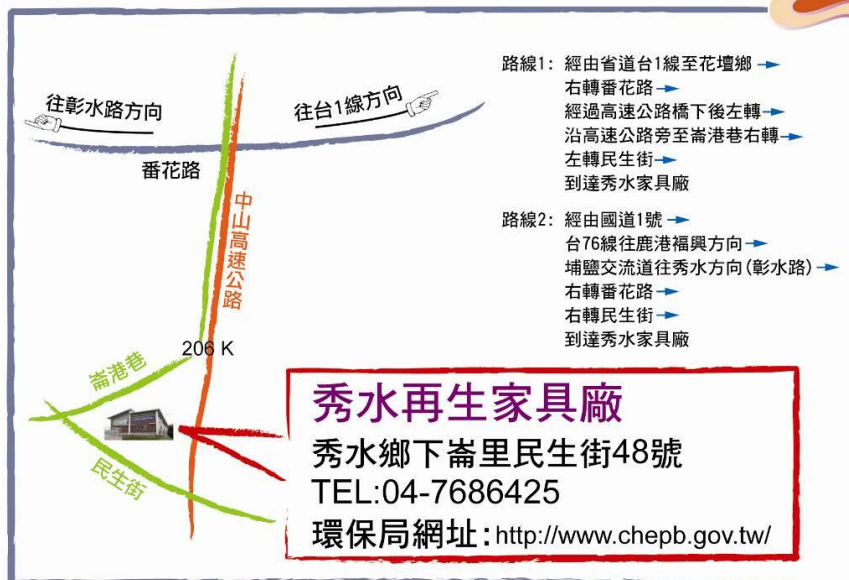 往彰水路方向
往台1線方向
番花路
中山高速公路
206 K
崙港巷
民生街
路線1: 經由省道台1線至花壇鄉→
右轉番花路→
經過高速公路橋下後左轉→
沿高速公路旁至崙港巷右轉→
左轉民生街→
到達秀水家具廠
路線2: 經由國道1號→
台76線往鹿港福興方向→
埔鹽交流道往秀水方向(彰水路)→
右轉番花路→
右轉民生街→
到達秀水家具廠
秀水再生家具廠
秀水鄉下崙里民生街48號
TEL:04-7686425
環保局網址:http://www.chepb.gov.tw/